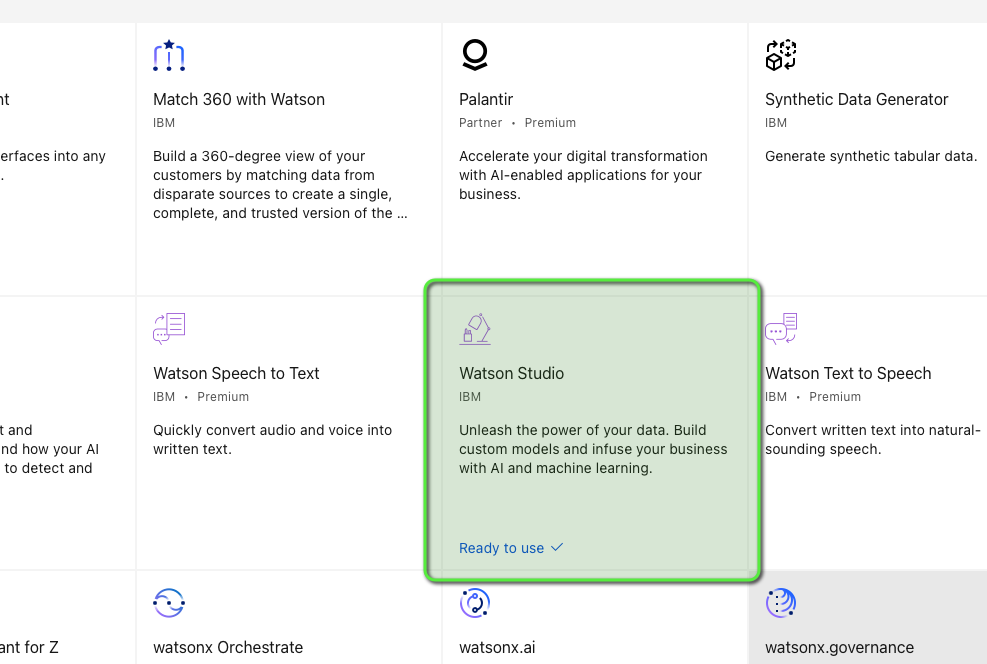 nt
erfaces into any
.
Match 360 with Watson
IBM
Build a 360-degree view of your
customers by matching data from
disparate sources to create a single,
complete, and trusted version of the ...
Palantir
Partner • Premium
Accelerate your digital transformation
with AI-enabled applications for your
business.
Synthetic Data Generator
IBM
Generate synthetic tabular data.
t and
nd how your AI
to detect and
Watson Speech to Text
IBM • Premium
Quickly convert audio and voice into
written text.
Watson Studio
IBM
Unleash the power of your data. Build
custom models and infuse your business
with AI and machine learning.
Ready to use
Watson Text to Speech
IBM • Premium
Convert written text into natural-
sounding speech.
ant for Z
watsonx Orchestrate
watsonx.ai
watsonx.governance